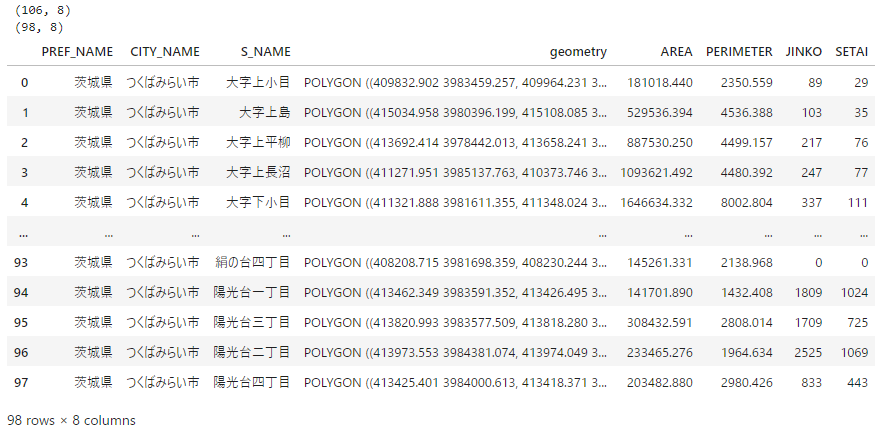 (106, 8)
(98, 8)
PREF_NAME CITY_NAME S_NAME geometry AREA PERIMETER JINKO SETAI
0 茨城県 つくばみらい市 大字上小目 POLYGON ((409832.902 3983459.257, 409964.231 3... 181018.440 2350.559 89 29
1 茨城県 つくばみらい市 大字上島 POLYGON ((415034.958 3980396.199, 415108.085 3... 529536.394 4536.388 103 35
2 茨城県 つくばみらい市 大字上平柳 POLYGON ((413692.414 3978442.013, 413658.241 3... 887530.250 4499.157 217 76
3 茨城県 つくばみらい市 大字上長沼 POLYGON ((411271.951 3985137.763, 410373.746 3... 1093621.492 4480.392 247 77
4 茨城県 つくばみらい市 大字下小目 POLYGON ((411321.888 3981611.355, 411348.024 3... 1646634.332 8002.804 337 111
... ... ... ... ... ... ... ... ...
93 茨城県 つくばみらい市 絹の台四丁目 POLYGON ((408208.715 3981698.359, 408230.244 3... 145261.331 2138.968 0 0
94 茨城県 つくばみらい市 陽光台一丁目 POLYGON ((413462.349 3983591.352, 413426.495 3... 141701.890 1432.408 1809 1024
95 茨城県 つくばみらい市 陽光台三丁目 POLYGON ((413820.993 3983577.509, 413818.280 3... 308432.591 2808.014 1709 725
96 茨城県 つくばみらい市 陽光台二丁目 POLYGON ((413973.553 3984381.074, 413974.049 3... 233465.276 1964.634 2525 1069
97 茨城県 つくばみらい市 陽光台四丁目 POLYGON ((413425.401 3984000.613, 413418.371 3... 203482.880 2980.426 833 443
98 rows × 8 columns